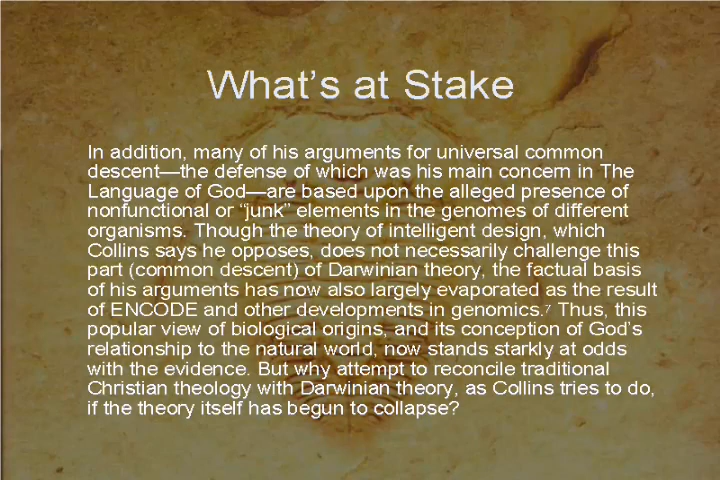 What's at Stake
In addition, many of his arguments for universal common
descent—the defense of which was his main concern in The
Language of God—are based upon the alleged presence of
nonfunctional or “junk” elements in the genomes of different
organisms. Though the theory of intelligent design, which
Collins says he opposes, does not necessarily challenge this
part (common descent) of Darwinian theory, the factual basis
of his arguments has now also largely evaporated as the result
of ENCODE and other developments in genomics.⁷ Thus, this
popular view of biological origins, and its conception of God’s
relationship to the natural world, now stands starkly at odds
with the evidence. But why attempt to reconcile traditional
Christian theology with Darwinian theory, as Collins tries to do,
if the theory itself has begun to collapse?